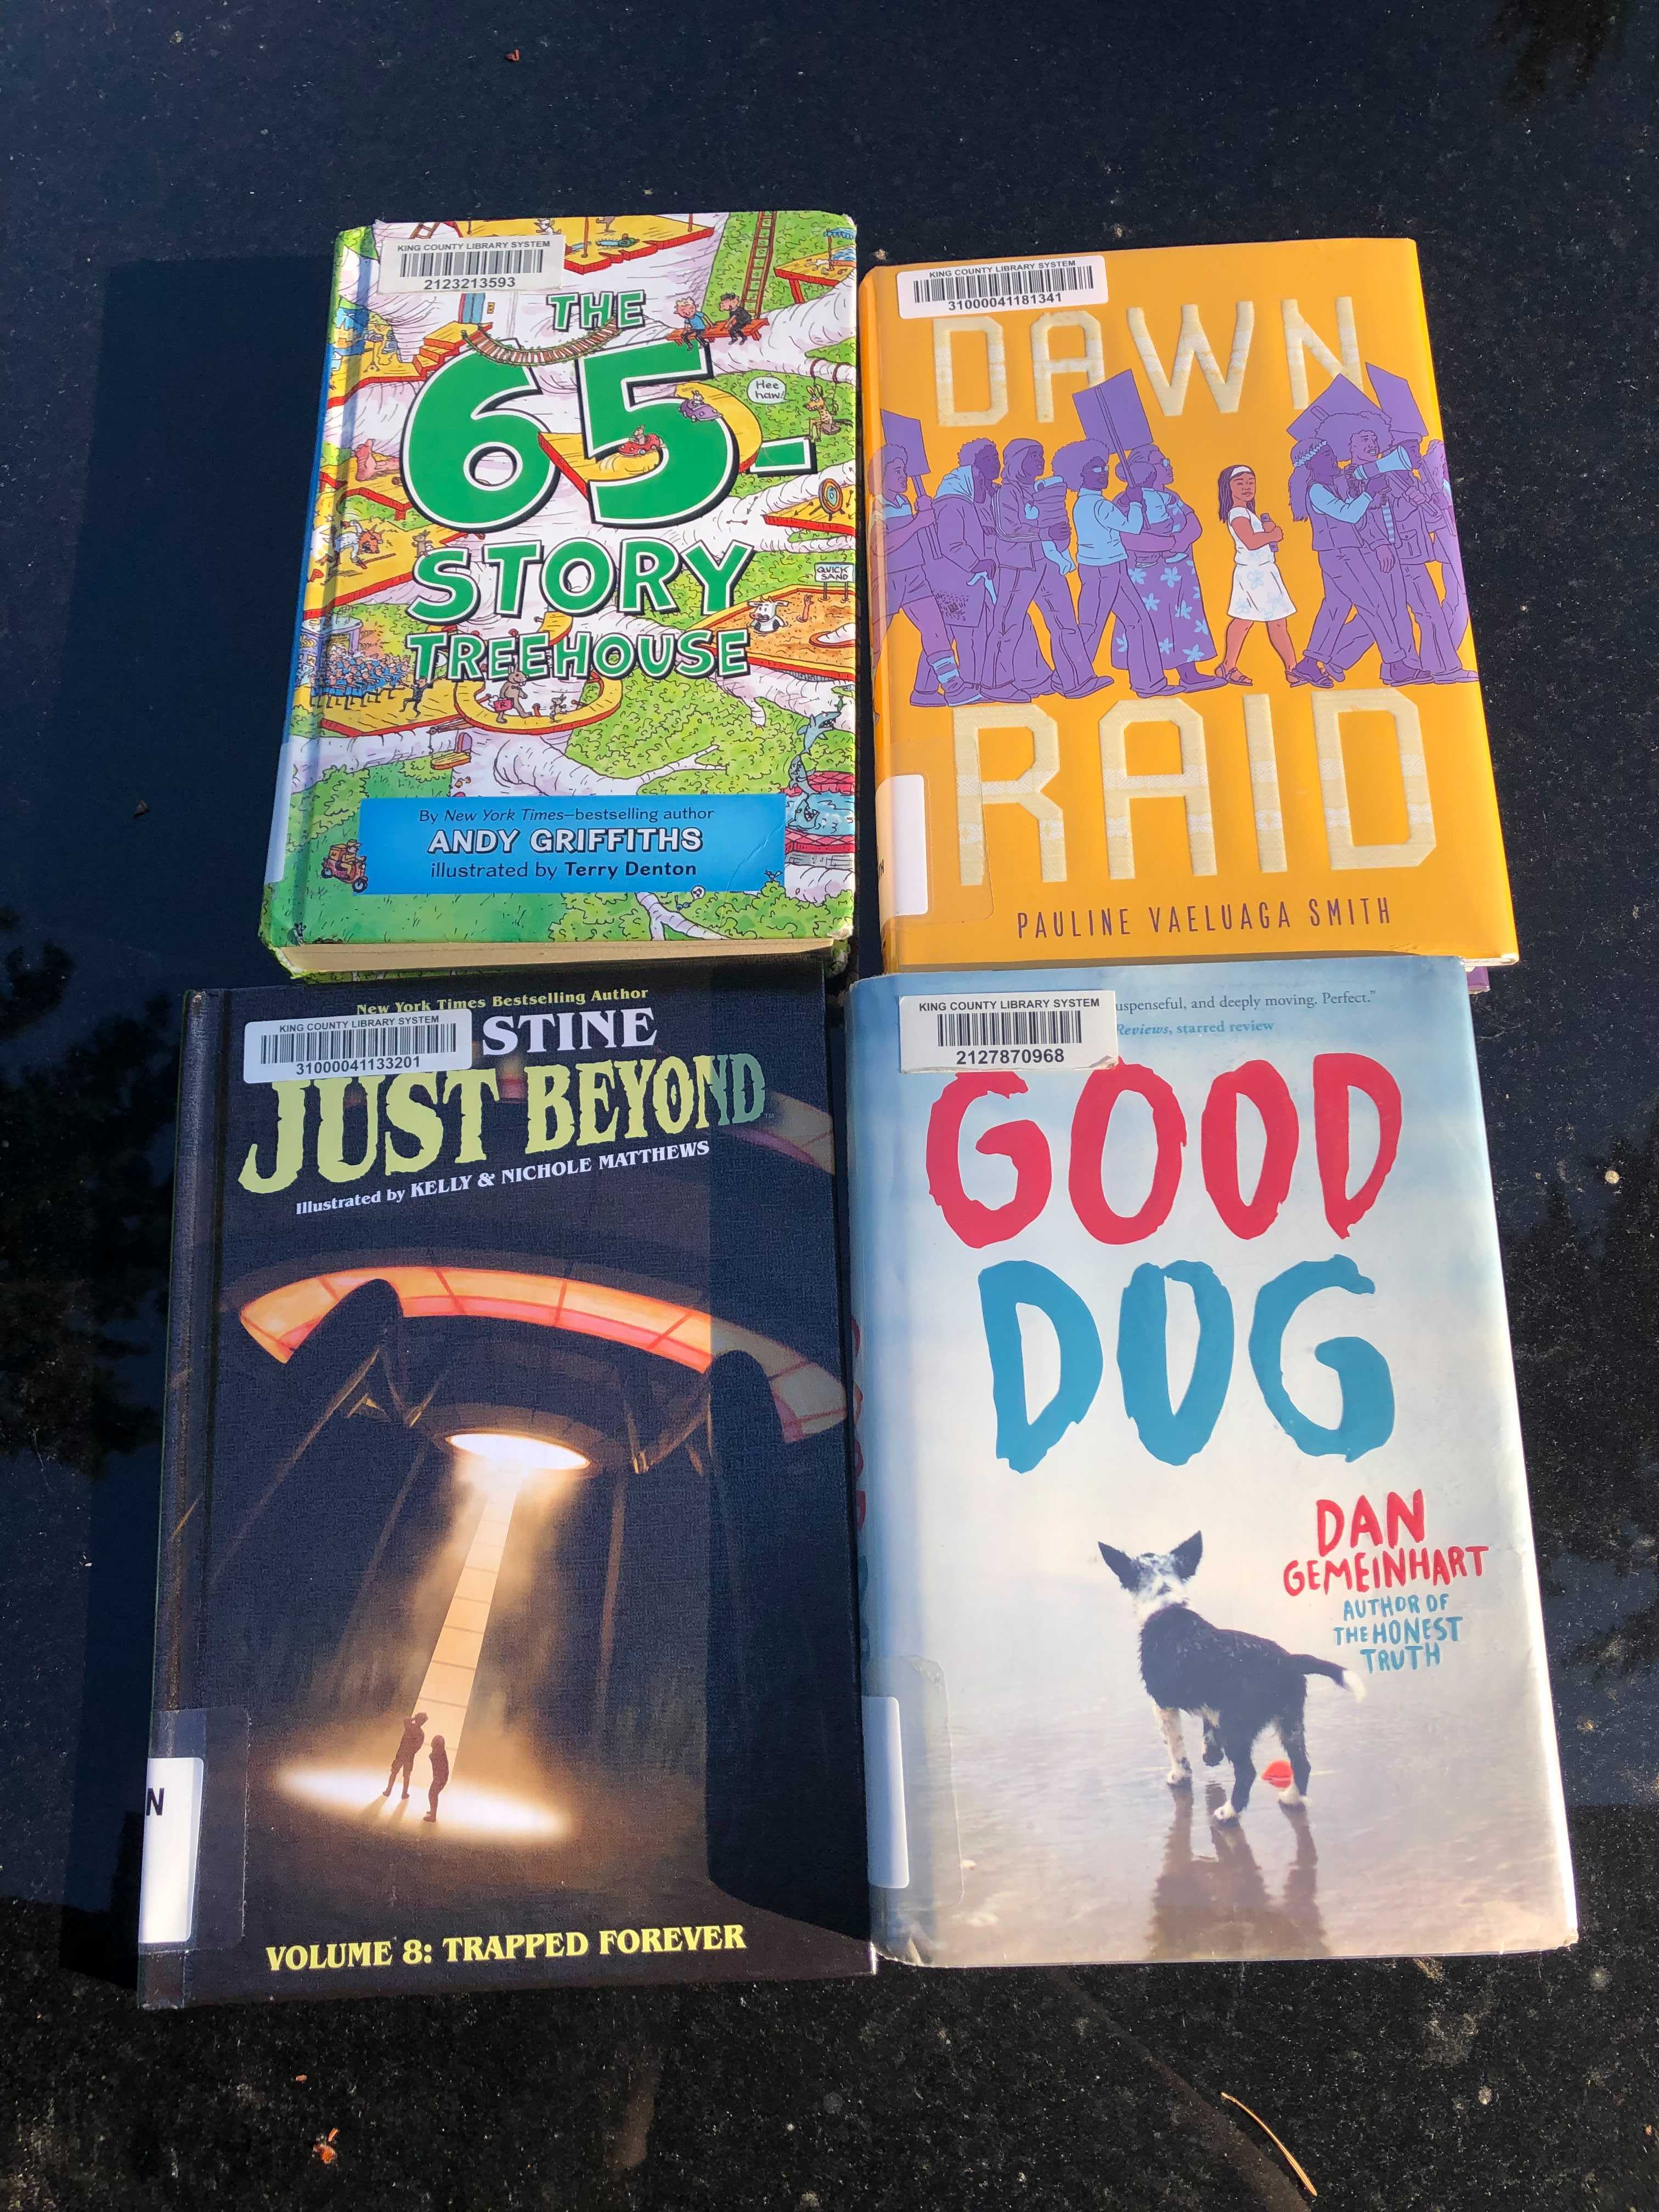 KING COUNTY LIBRARY SYSTEM
2123213593
THE
65-
STORY
TREEHOUSE
Hee
haw!
QUICK
SAND
By New York Times–bestselling author
ANDY GRIFFITHS
illustrated by Terry Denton
KING COUNTY LIBRARY SYSTEM
31000041181341
DAWN
RAID
PAULINE VAELUAGA SMITH
New York Times Bestselling Author
KING COUNTY LIBRARY SYSTEM
31000041133201
STINE
JUST BEYOND
Illustrated by KELLY & NICHOLE MATTHEWS
N
VOLUME 8: TRAPPED FOREVER
KING COUNTY LIBRARY SYSTEM
2127870968
uspenseful, and deeply moving. Perfect."
Reviews, starred review
GOOD
DOG
DAN
GEMEINHART
AUTHOR OF
THE HONEST
TRUTH